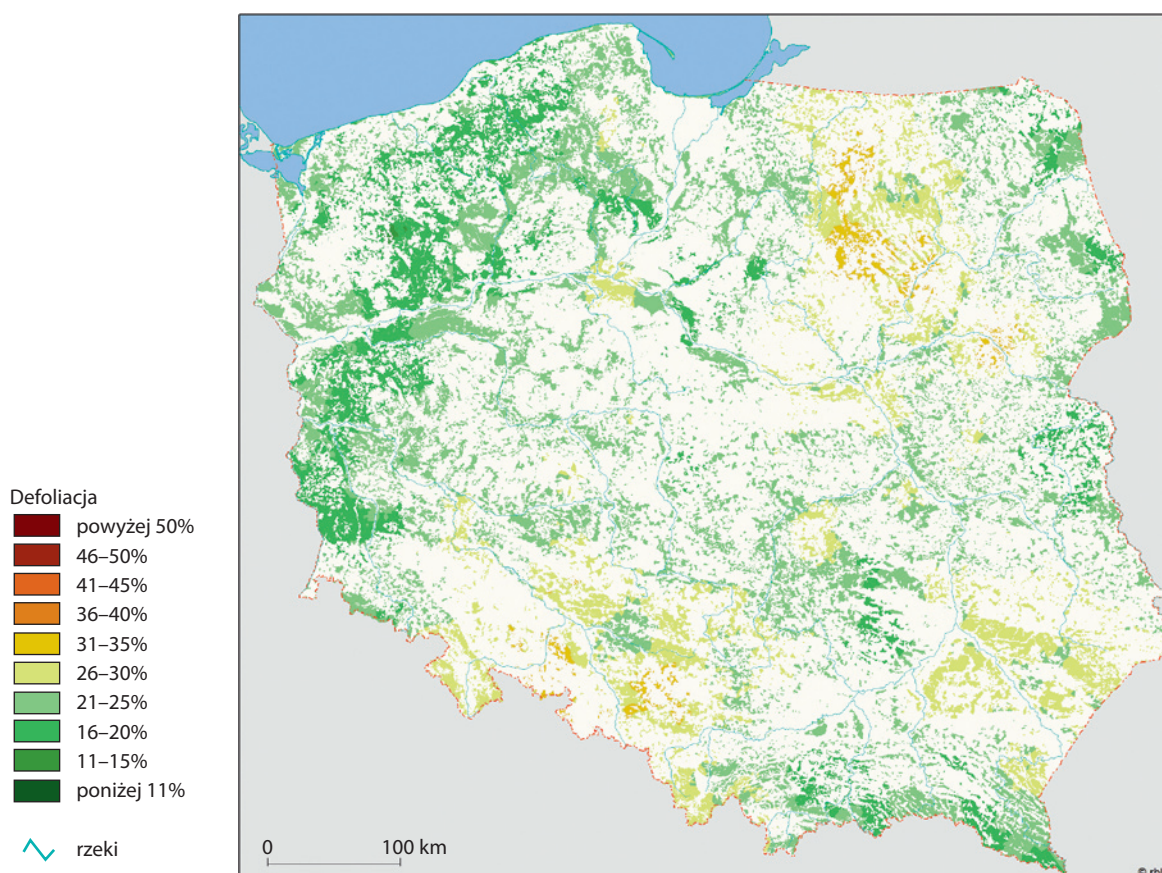 Defoliacja
powyżej 50%
46–50%
41–45%
36–40%
31–35%
26–30%
21–25%
16–20%
11–15%
poniżej 11%
rzeki
0 100 km